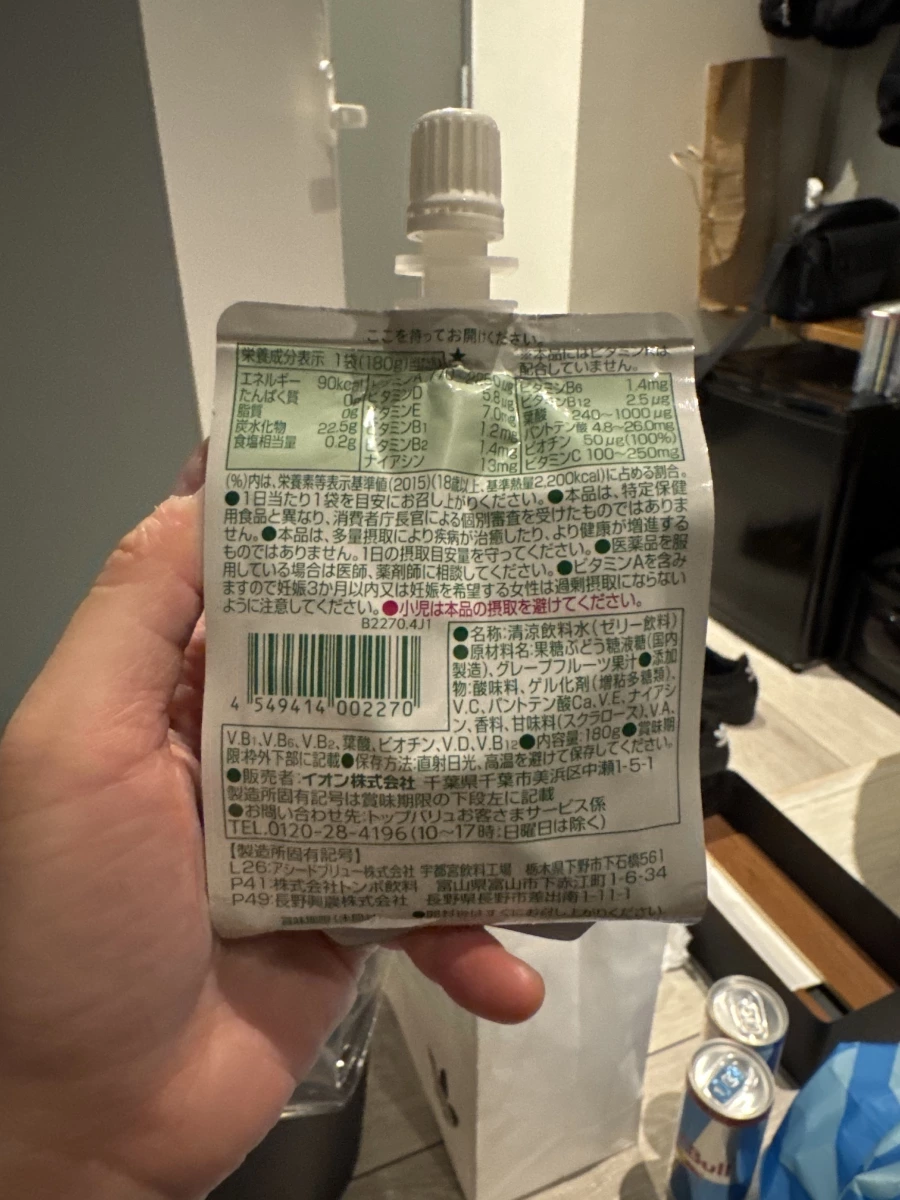 ここを持ってお開けください。
★
栄養成分表示 1袋(180g)当たり
エネルギー 90kcal
たんぱく質 0g
脂質 0g
炭水化物 22.5g
食塩相当量 0.2g
ビタミンD 5.8μg
ビタミンE 7.0mg
ビタミンB1 1.2mg
ビタミンB2 1.4mg
ナイアシン 13mg
配合していません。
ビタミンB6 1.4mg
ビタミンB12 2.5μg
葉酸 240~1000μg
パントテン酸 4.8~26.0mg
ビオチン 50μg(100%)
ビタミンC 100~250mg
(%)内は、栄養素等表示基準値(2015)(18歳以上、基準熱量2,200kcal)に占める割合。
●1日当たり1袋を目安にお召し上がりください。●本品は、特定保健
用食品と異なり、消費者庁長官による個別審査を受けたものではありま
せん。●本品は、多量摂取により疾病が治癒したり、より健康が増進する
ものではありません。1日の摂取目安量を守ってください。●医薬品を服
用している場合は医師、薬剤師に相談してください。●ビタミンAを含み
ますので妊娠3か月以内又は妊娠を希望する女性は過剰摂取にならない
ように注意してください。●小児は本品の摂取を避けてください。
B2270.4J1
4 549414 002270
●名称:清涼飲料水(ゼリー飲料)
●原材料名:果糖ぶどう糖液糖(国内
製造)、グレープフルーツ果汁●添加
物:酸味料、ゲル化剤(増粘多糖類)、
V.C、パントテン酸Ca、V.E、ナイアシ
ン、香料、甘味料(スクラロース)、V.A、
V.B1、V.B6、V.B2、葉酸、ビオチン、V.D、V.B12●内容量:180g●賞味期
限:枠外下部に記載●保存方法:直射日光、高温を避けて保存してください。
●販売者:イオン株式会社 千葉県千葉市美浜区中瀬1-5-1
製造所固有記号は賞味期限の下段左に記載
●お問い合わせ先:トップバリュお客さまサービス係
TEL.0120-28-4196(10~17時:日曜日は除く)
【製造所固有記号】
L26:アシードブリュー株式会社 宇都宮飲料工場 栃木県下野市下石橋561
P41:株式会社トンボ飲料 富山県富山市下赤江町1-6-34
P49:長野興農株式会社 長野県長野市差出南1-11-1
Bull